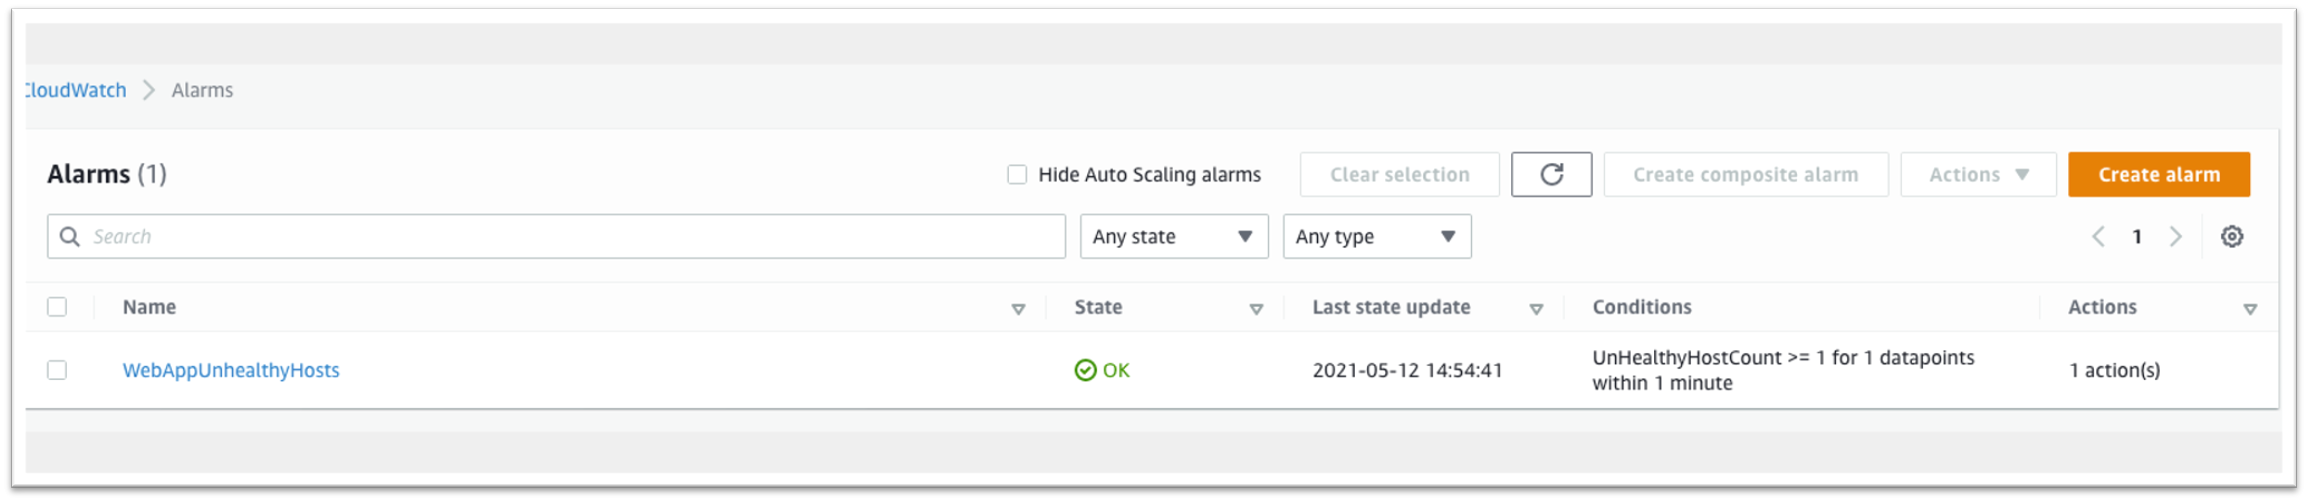 CloudWatch > Alarms
Alarms (1)
Hide Auto Scaling alarms
Clear selection
Create composite alarm
Actions
Create alarm
Search
Any state
Any type
1
Name
State
Last state update
Conditions
Actions
WebAppUnhealthyHosts
OK
2021-05-12 14:54:41
UnHealthyHostCount >= 1 for 1 datapoints
within 1 minute
1 action(s)